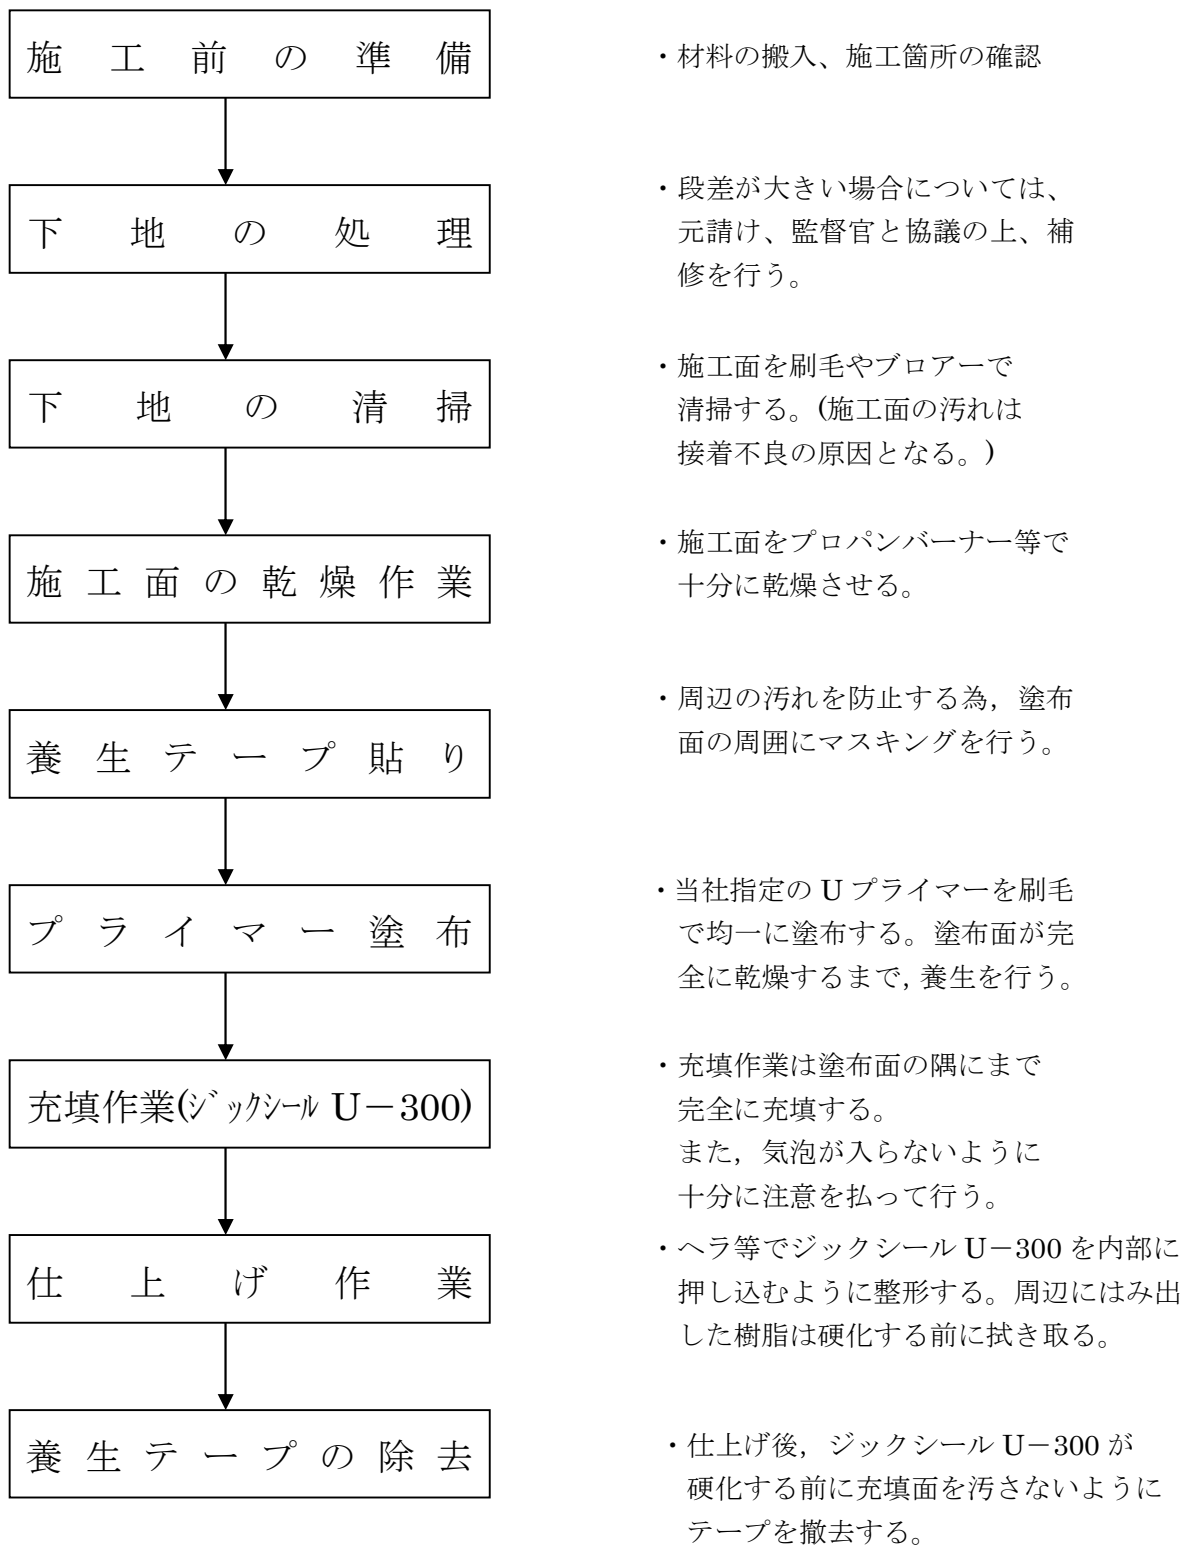 施工前の準備
・材料の搬入、施工箇所の確認
下地の処理
・段差が大きい場合については、
元請け、監督官と協議の上、補
修を行う。
下地の清掃
・施工面を刷毛やブロアーで
清掃する。(施工面の汚れは
接着不良の原因となる。)
施工面の乾燥作業
・施工面をプロパンバーナー等で
十分に乾燥させる。
養生テープ貼り
・周辺の汚れを防止する為，塗布
面の周囲にマスキングを行う。
プライマー塗布
・当社指定の U プライマーを刷毛
で均一に塗布する。塗布面が完
全に乾燥するまで，養生を行う。
充填作業(ｼﾞｯｸｼｰﾙ U－300)
・充填作業は塗布面の隅にまで
完全に充填する。
また，気泡が入らないように
十分に注意を払って行う。
仕上げ作業
・ヘラ等でジックシール U－300 を内部に
押し込むように整形する。周辺にはみ出
した樹脂は硬化する前に拭き取る。
養生テープの除去
・仕上げ後，ジックシール U－300 が
硬化する前に充填面を汚さないように
テープを撤去する。